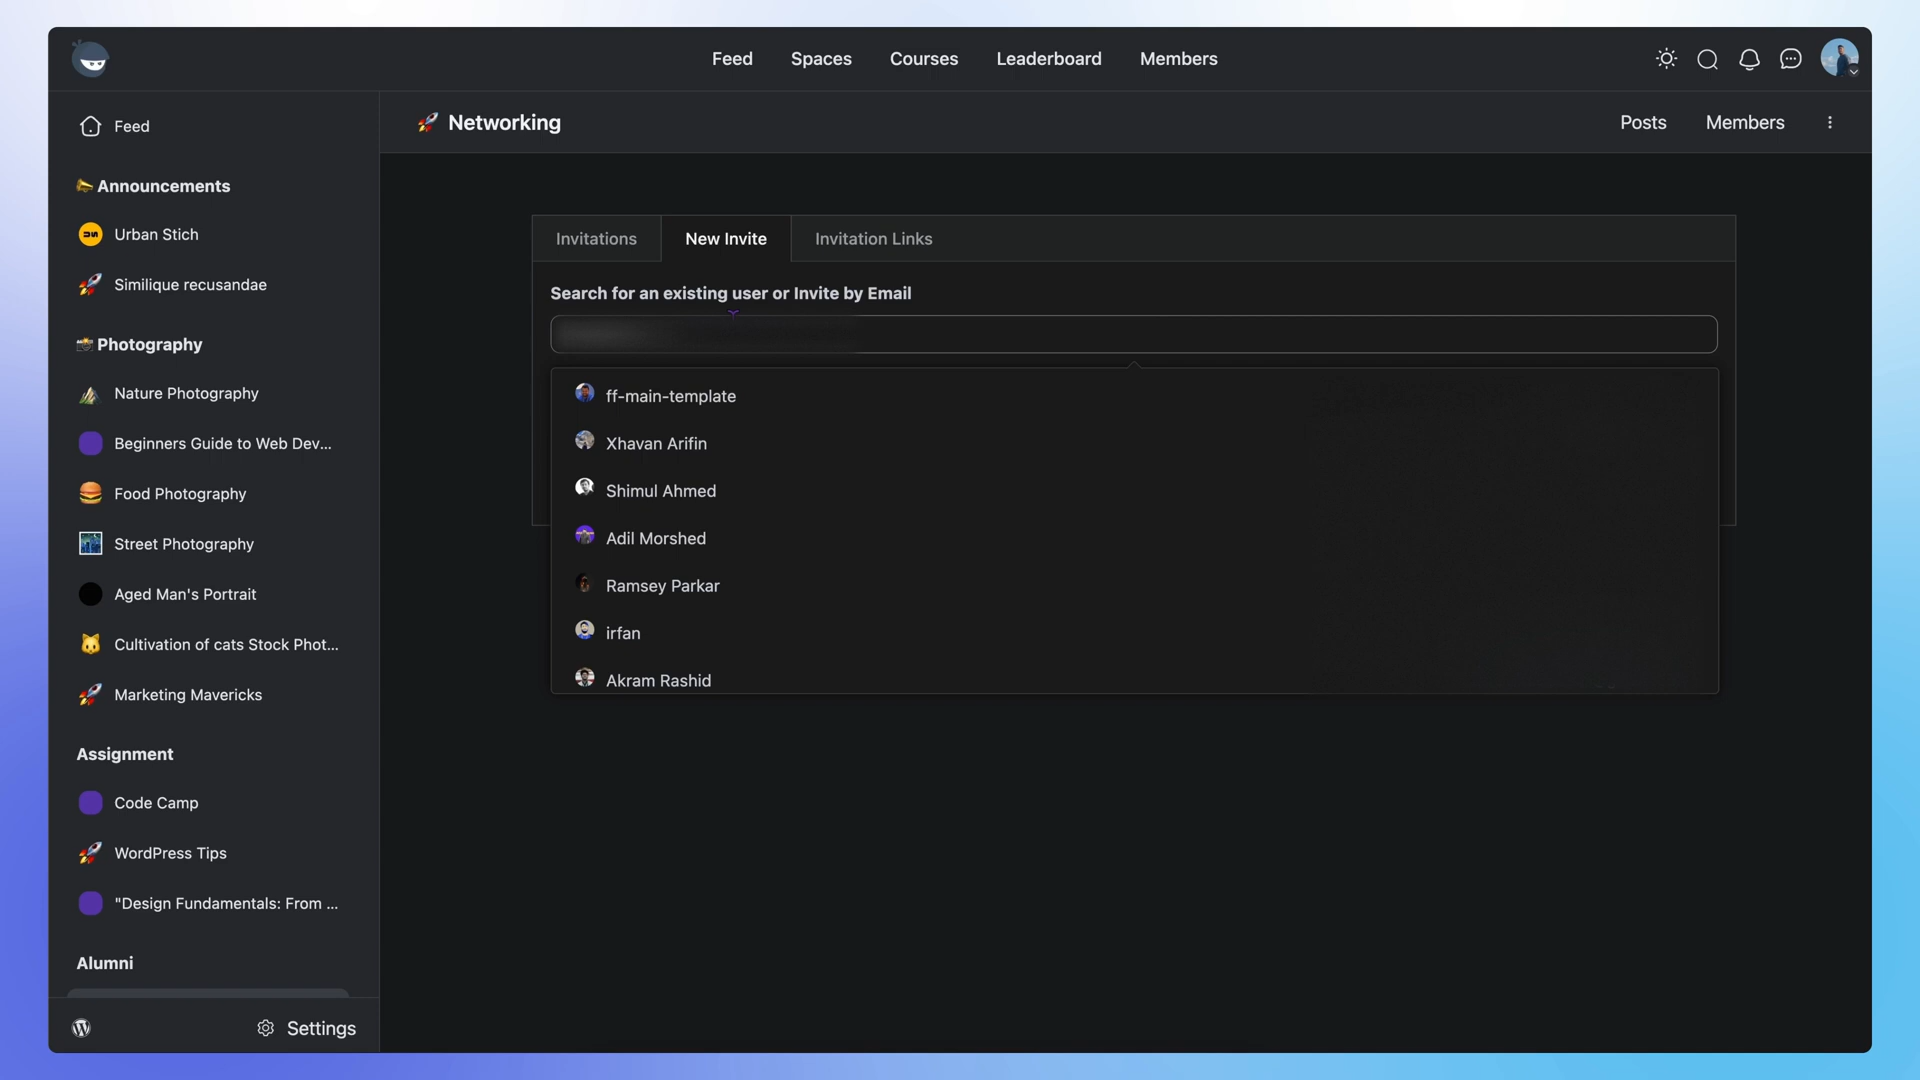 Feed
Spaces
Courses
Leaderboard
Members
Feed
Announcements
Urban Stich
Similique recusandae
Photography
Nature Photography
Beginners Guide to Web Dev...
Food Photography
Street Photography
Aged Man's Portrait
Cultivation of cats Stock Phot...
Marketing Mavericks
Assignment
Code Camp
WordPress Tips
"Design Fundamentals: From ...
Alumni
Settings
Networking
Posts
Members
Invitations
New Invite
Invitation Links
Search for an existing user or Invite by Email
ff-main-template
Xhavan Arifin
Shimul Ahmed
Adil Morshed
Ramsey Parkar
irfan
Akram Rashid